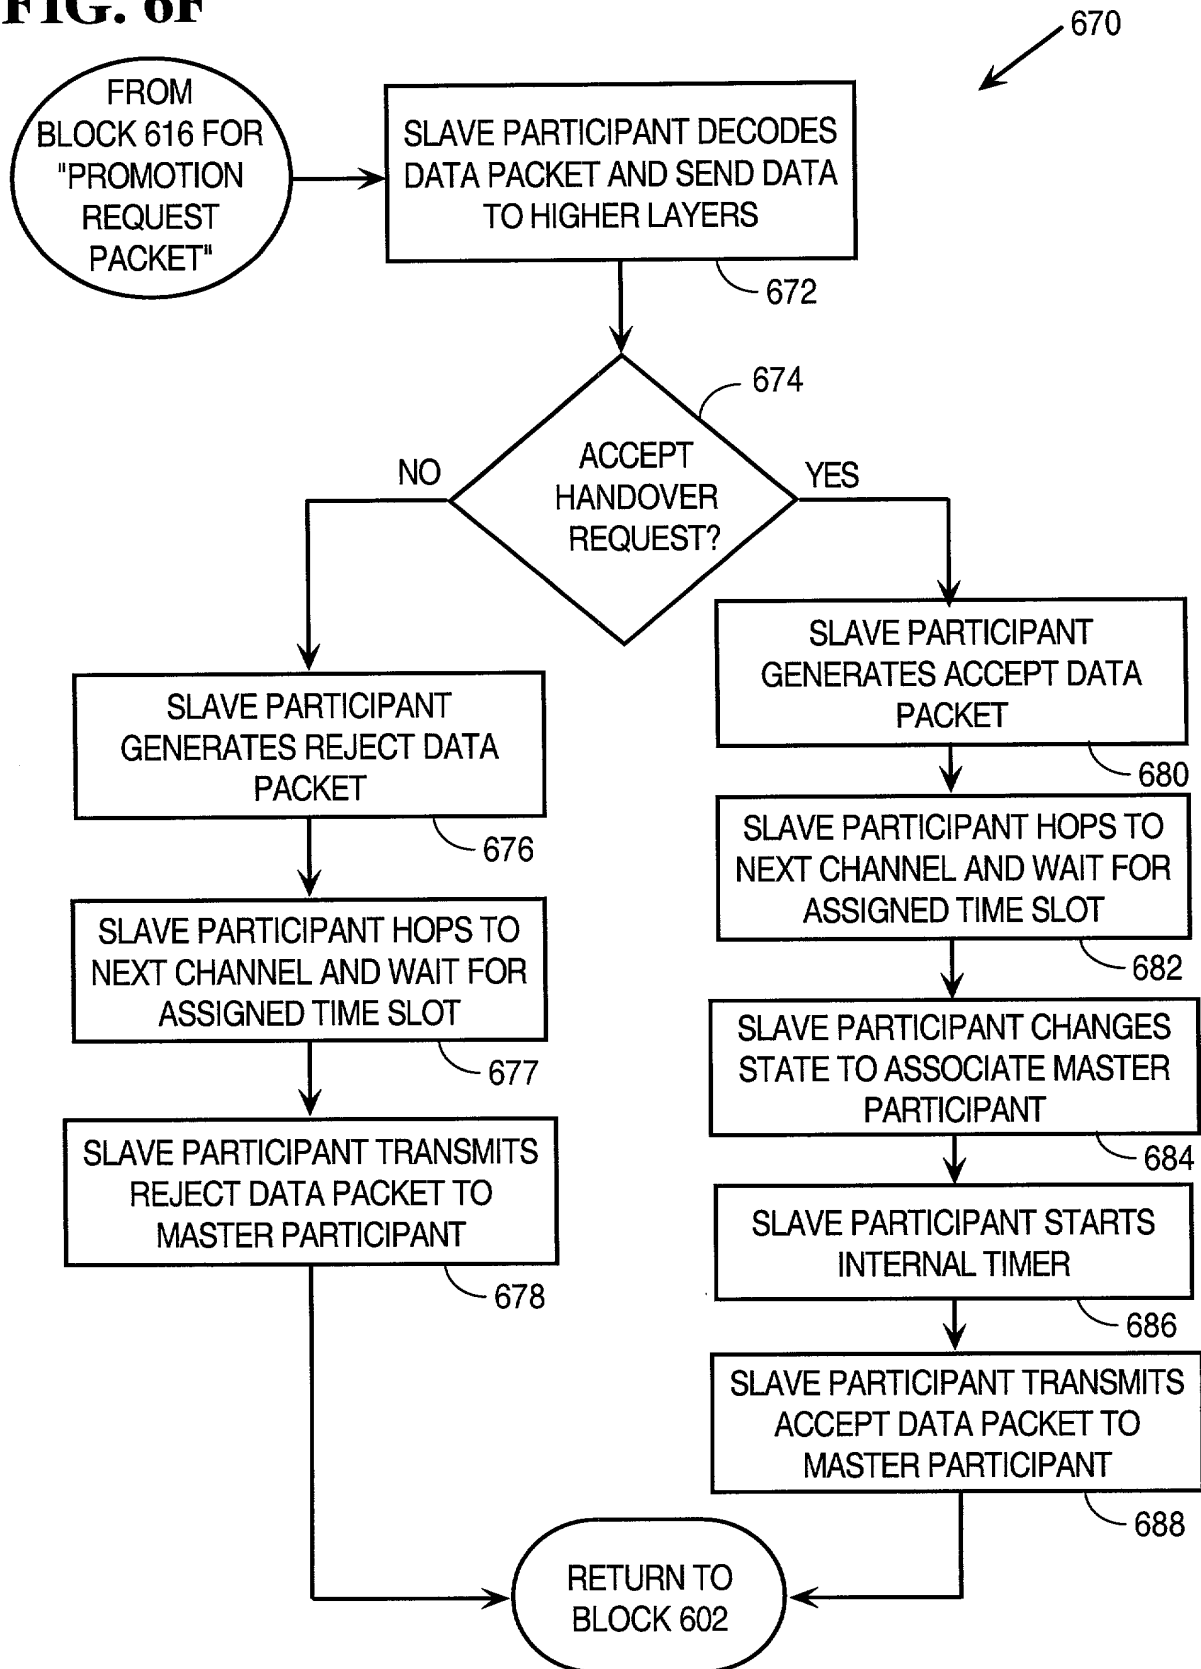 FIG. 6F
670
FROM
BLOCK 616 FOR
"PROMOTION
REQUEST
PACKET"
SLAVE PARTICIPANT DECODES
DATA PACKET AND SEND DATA
TO HIGHER LAYERS
672
674
ACCEPT
HANDOVER
REQUEST?
NO
YES
SLAVE PARTICIPANT
GENERATES REJECT DATA
PACKET
676
SLAVE PARTICIPANT HOPS TO
NEXT CHANNEL AND WAIT FOR
ASSIGNED TIME SLOT
677
SLAVE PARTICIPANT TRANSMITS
REJECT DATA PACKET TO
MASTER PARTICIPANT
678
SLAVE PARTICIPANT
GENERATES ACCEPT DATA
PACKET
680
SLAVE PARTICIPANT HOPS TO
NEXT CHANNEL AND WAIT FOR
ASSIGNED TIME SLOT
682
SLAVE PARTICIPANT CHANGES
STATE TO ASSOCIATE MASTER
PARTICIPANT
684
SLAVE PARTICIPANT STARTS
INTERNAL TIMER
686
SLAVE PARTICIPANT TRANSMITS
ACCEPT DATA PACKET TO
MASTER PARTICIPANT
688
RETURN TO
BLOCK 602